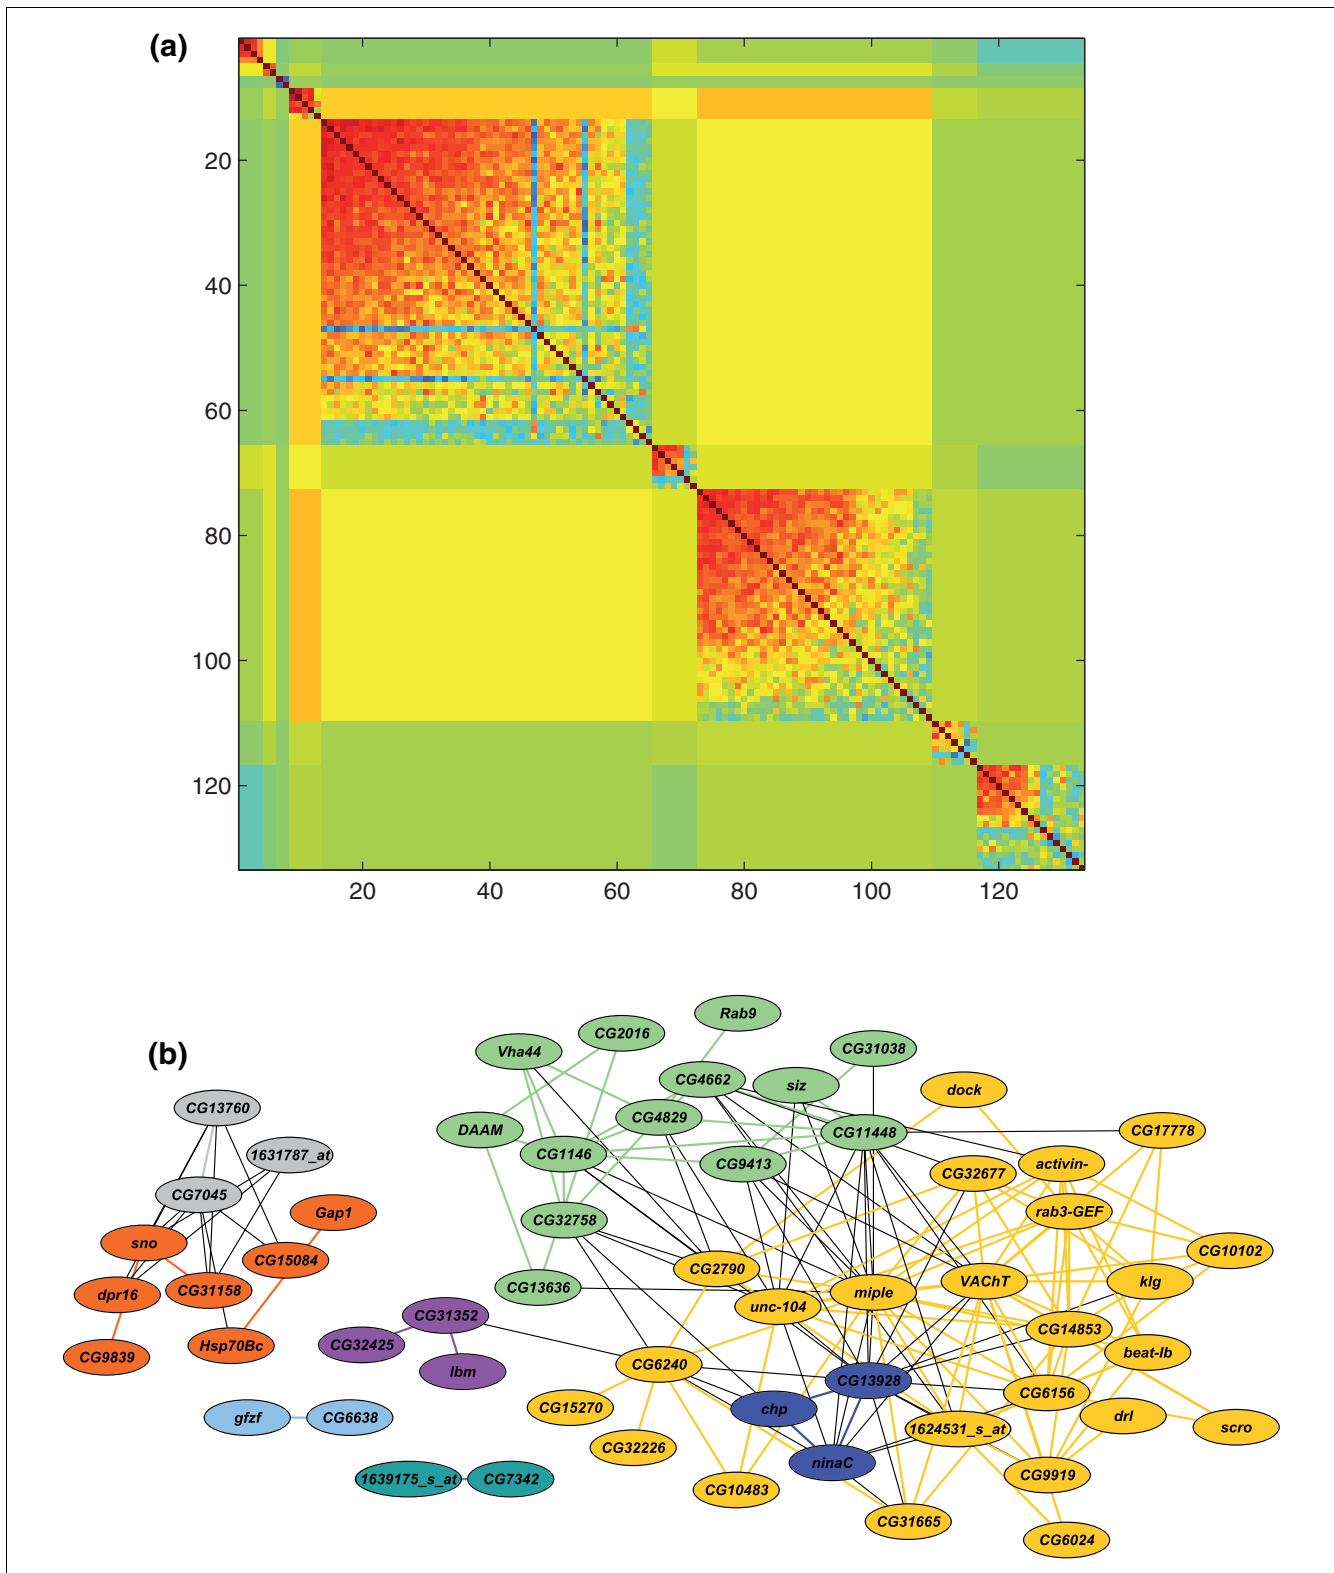 (a)
20
40
60
80
100
120
20 40 60 80 100 120
(b)
Rab9
CG2016
Vha44
CG31038
CG4662
siz
dock
CG13760
CG4829
DAAM
CG11448
CG17778
1631787_at
CG1146
CG9413
CG32677
activin-
CG7045
Gap1
CG32758
rab3-GEF
sno
CG15084
CG10102
CG2790
VAChT
klg
dpr16
CG31158
CG13636
unc-104
miple
CG31352
CG14853
CG9839
Hsp70Bc
CG32425
lbm
CG6240
beat-Ib
CG13928
CG6156
gfzf
CG6638
CG15270
chp
drl
1624531_s_at
scro
CG32226
ninaC
1639175_s_at
CG7342
CG10483
CG9919
CG31665
CG6024